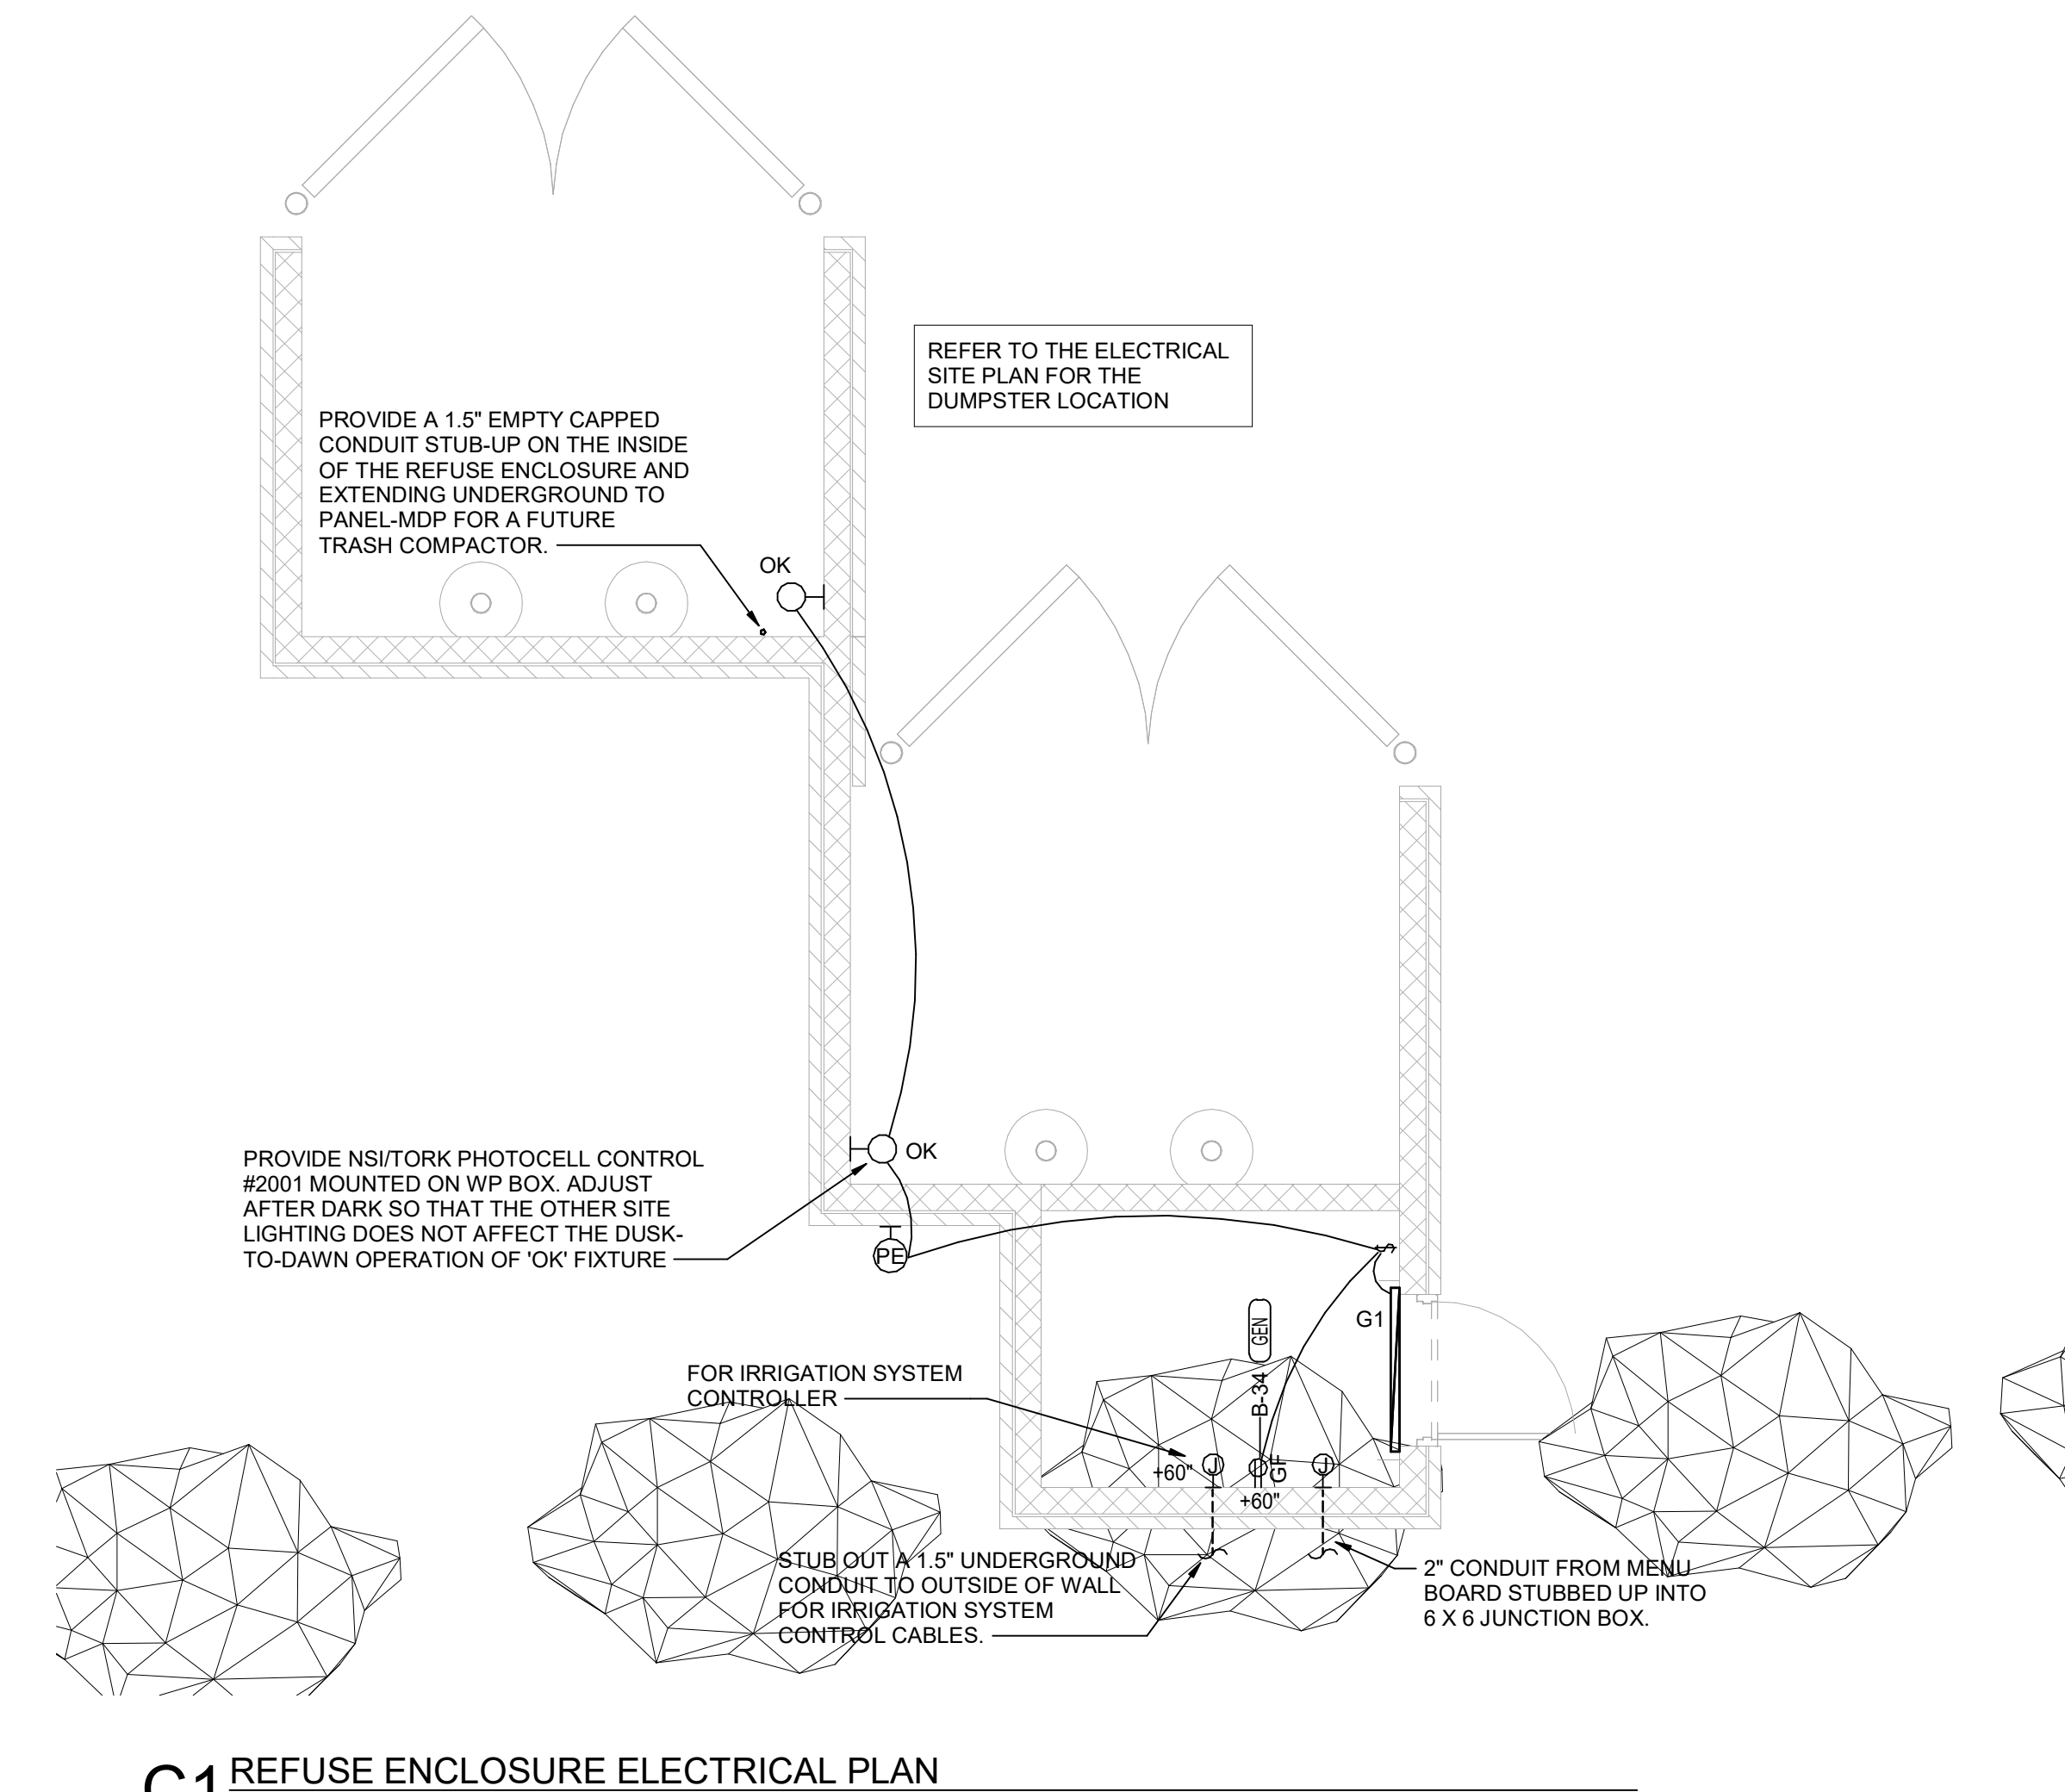 PROVIDE A 1.5" EMPTY CAPPED
CONDUIT STUB-UP ON THE INSIDE
OF THE REFUSE ENCLOSURE AND
EXTENDING UNDERGROUND TO
PANEL-MDP FOR A FUTURE
TRASH COMPACTOR.
REFER TO THE ELECTRICAL
SITE PLAN FOR THE
DUMPSTER LOCATION
OK
OK
PROVIDE NSI/TORK PHOTOCELL CONTROL
#2001 MOUNTED ON WP BOX. ADJUST
AFTER DARK SO THAT THE OTHER SITE
LIGHTING DOES NOT AFFECT THE DUSK-
TO-DAWN OPERATION OF 'OK' FIXTURE
PE
G1
GEN
B-34
FOR IRRIGATION SYSTEM
CONTROLLER
+60"
J
GF
J
+60"
STUB OUT A 1.5" UNDERGROUND
CONDUIT TO OUTSIDE OF WALL
FOR IRRIGATION SYSTEM
CONTROL CABLES.
2" CONDUIT FROM MENU
BOARD STUBBED UP INTO
6 X 6 JUNCTION BOX.
REFUSE ENCLOSURE ELECTRICAL PLAN